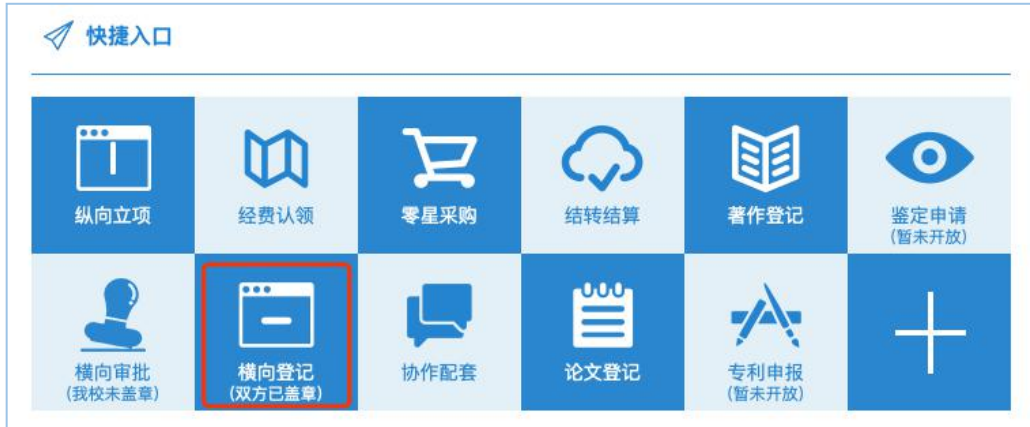 快捷入口
纵向立项
经费认领
零星采购
结转结算
著作登记
鉴定申请
(暂未开放)
横向审批
(我校未盖章)
横向登记
(双方已盖章)
协作配套
论文登记
专利申报
(暂未开放)